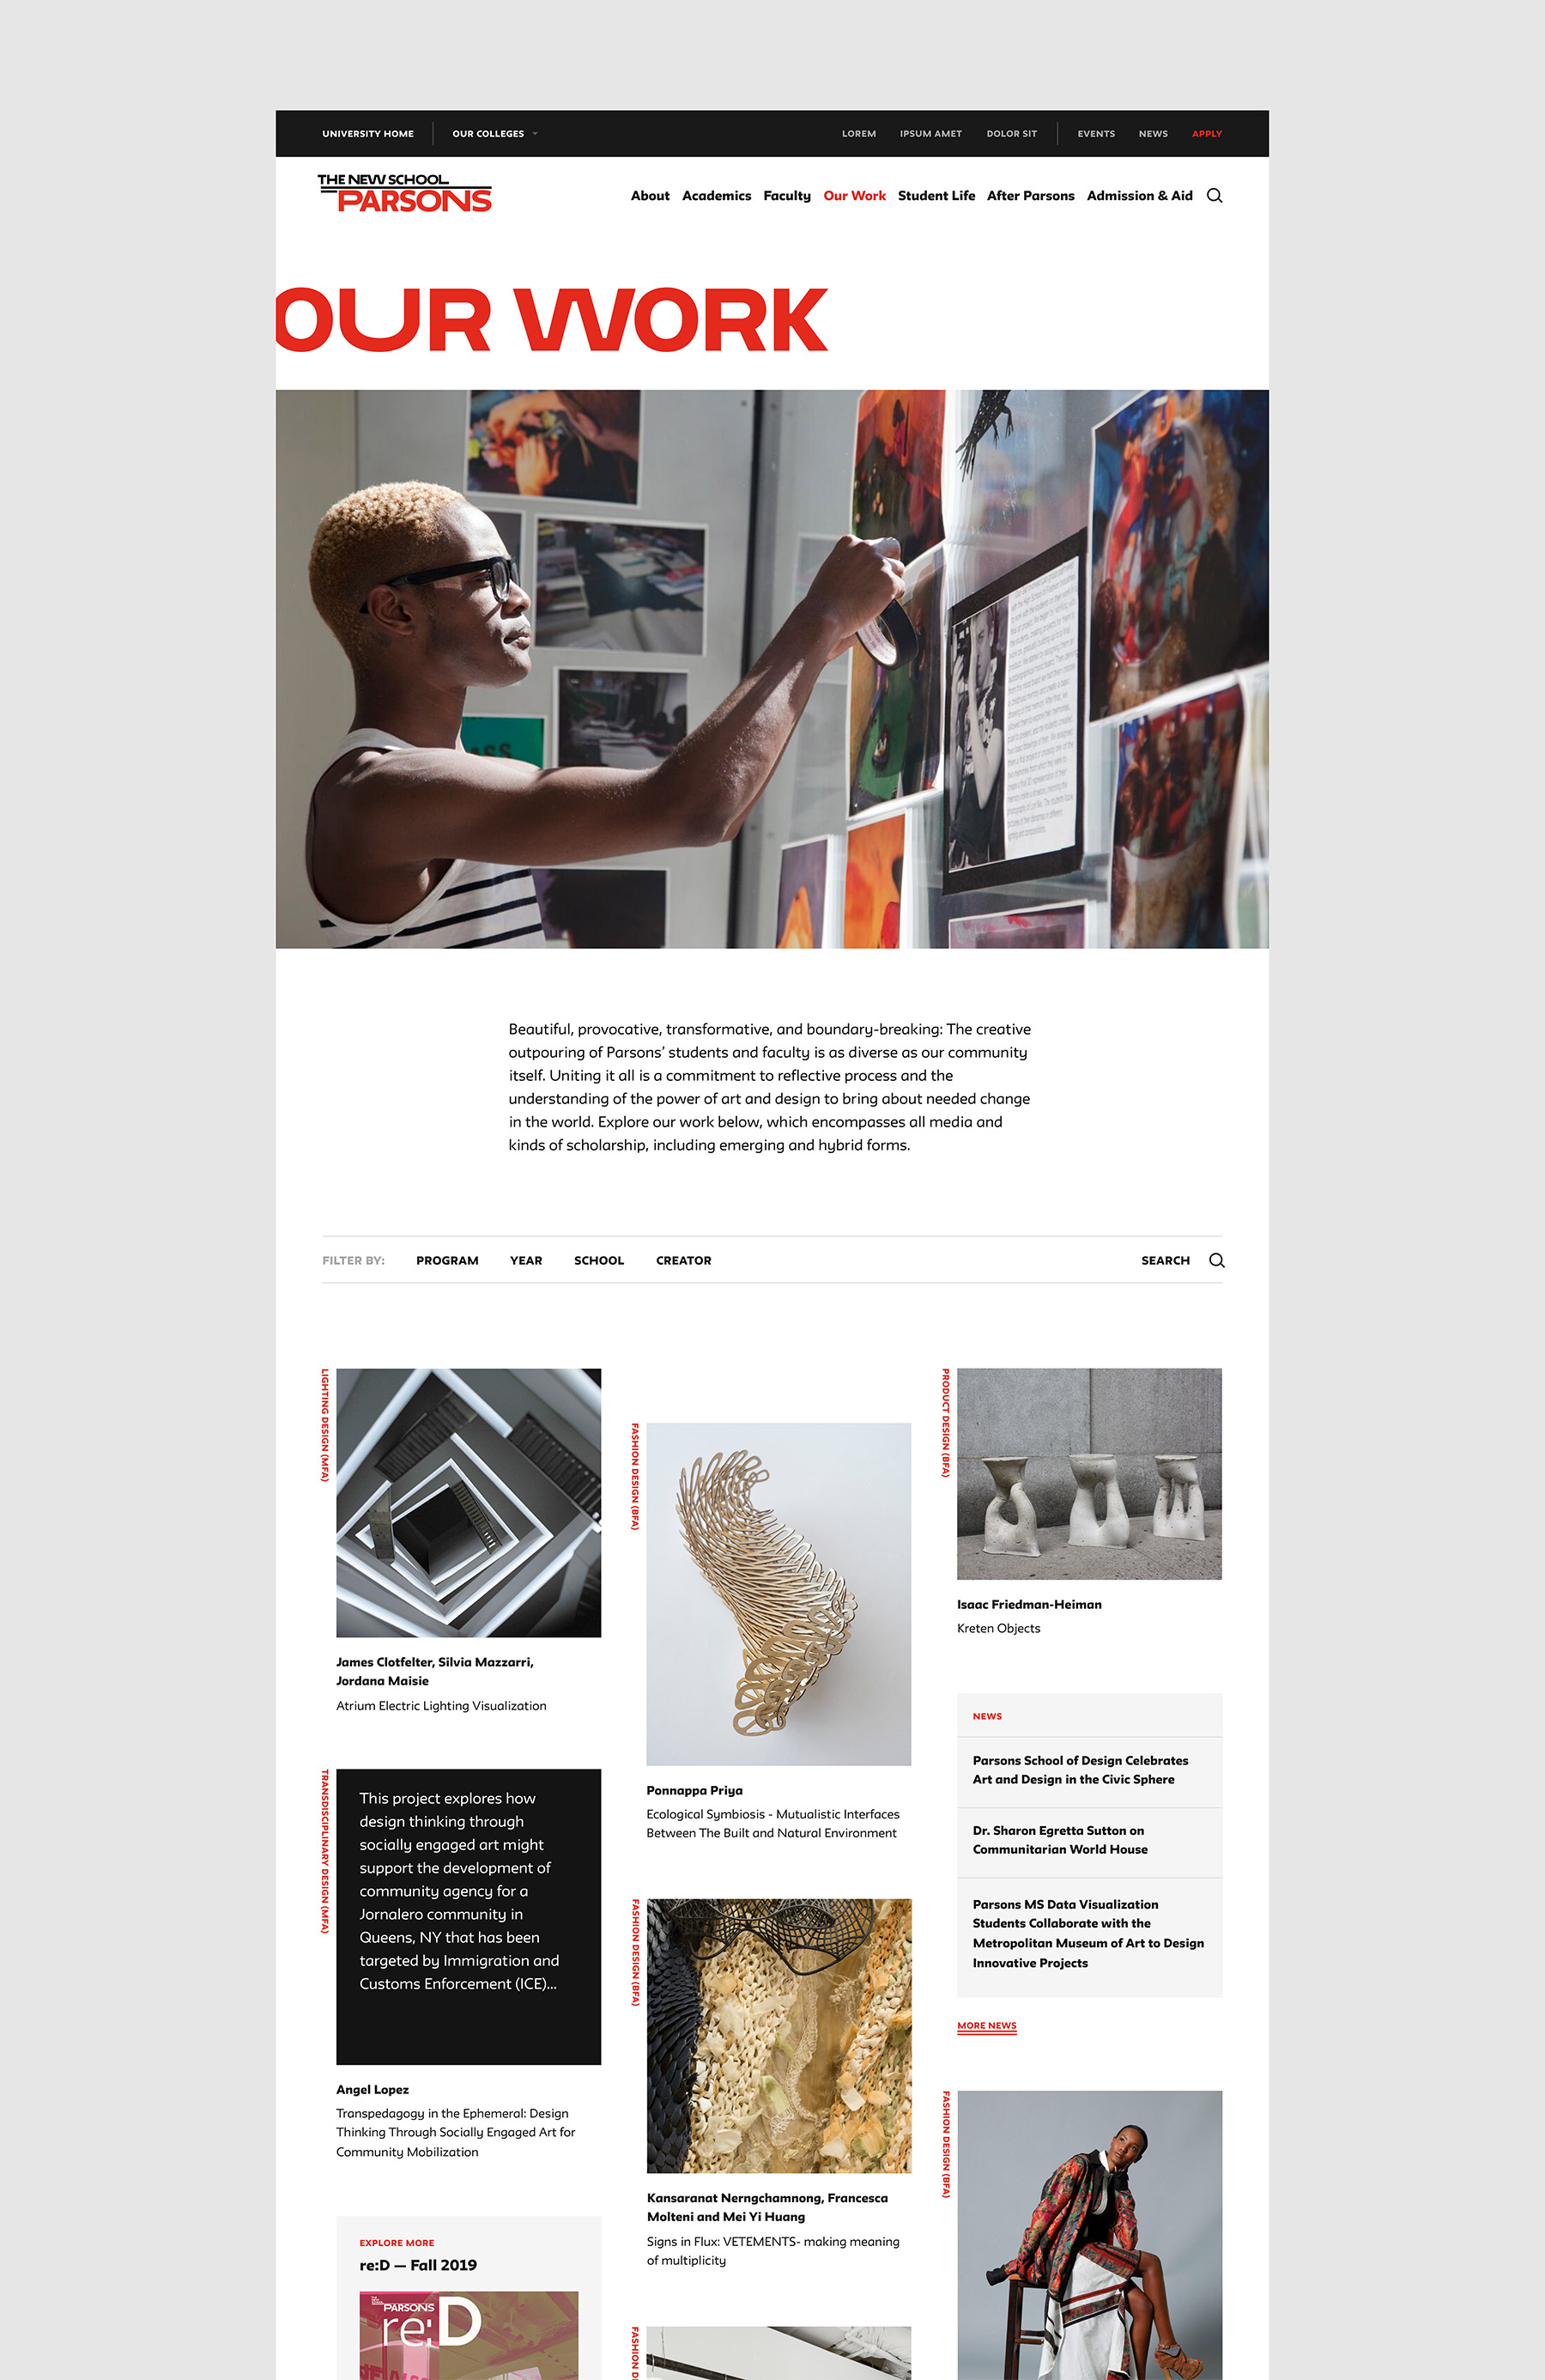 UNIVERSITY HOME
OUR COLLEGES
LOREM
IPSUM AMET
DOLOR SIT
EVENTS
NEWS
APPLY
THE NEW SCHOOL
PARSONS
About
Academics
Faculty
Our Work
Student Life
After Parsons
Admission & Aid
OUR WORK
Beautiful, provocative, transformative, and boundary-breaking: The creative
outpouring of Parsons’ students and faculty is as diverse as our community
itself. Uniting it all is a commitment to reflective process and the
understanding of the power of art and design to bring about needed change
in the world. Explore our work below, which encompasses all media and
kinds of scholarship, including emerging and hybrid forms.
FILTER BY:
PROGRAM
YEAR
SCHOOL
CREATOR
SEARCH
LIGHTING DESIGN (MFA)
James Clotfelter, Silvia Mazzarri,
Jordana Maisie
Atrium Electric Lighting Visualization
TRANSDISCIPLINARY DESIGN (MFA)
This project explores how
design thinking through
socially engaged art might
support the development of
community agency for a
Jornalero community in
Queens, NY that has been
targeted by Immigration and
Customs Enforcement (ICE)...
Angel Lopez
Transpedagogy in the Ephemeral: Design
Thinking Through Socially Engaged Art for
Community Mobilization
EXPLORE MORE
re:D — Fall 2019
PARSONS
re:D
FASHION DESIGN (BFA)
Ponnappa Priya
Ecological Symbiosis - Mutualistic Interfaces
Between The Built and Natural Environment
FASHION DESIGN (BFA)
Kansaranat Nerngchamnong, Francesca
Molteni and Mei Yi Huang
Signs in Flux: VETEMENTS- making meaning
of multiplicity
FASHION
PRODUCT DESIGN (BFA)
Isaac Friedman-Heiman
Kreten Objects
NEWS
Parsons School of Design Celebrates
Art and Design in the Civic Sphere
Dr. Sharon Egretta Sutton on
Communitarian World House
Parsons MS Data Visualization
Students Collaborate with the
Metropolitan Museum of Art to Design
Innovative Projects
MORE NEWS
FASHION DESIGN (BFA)